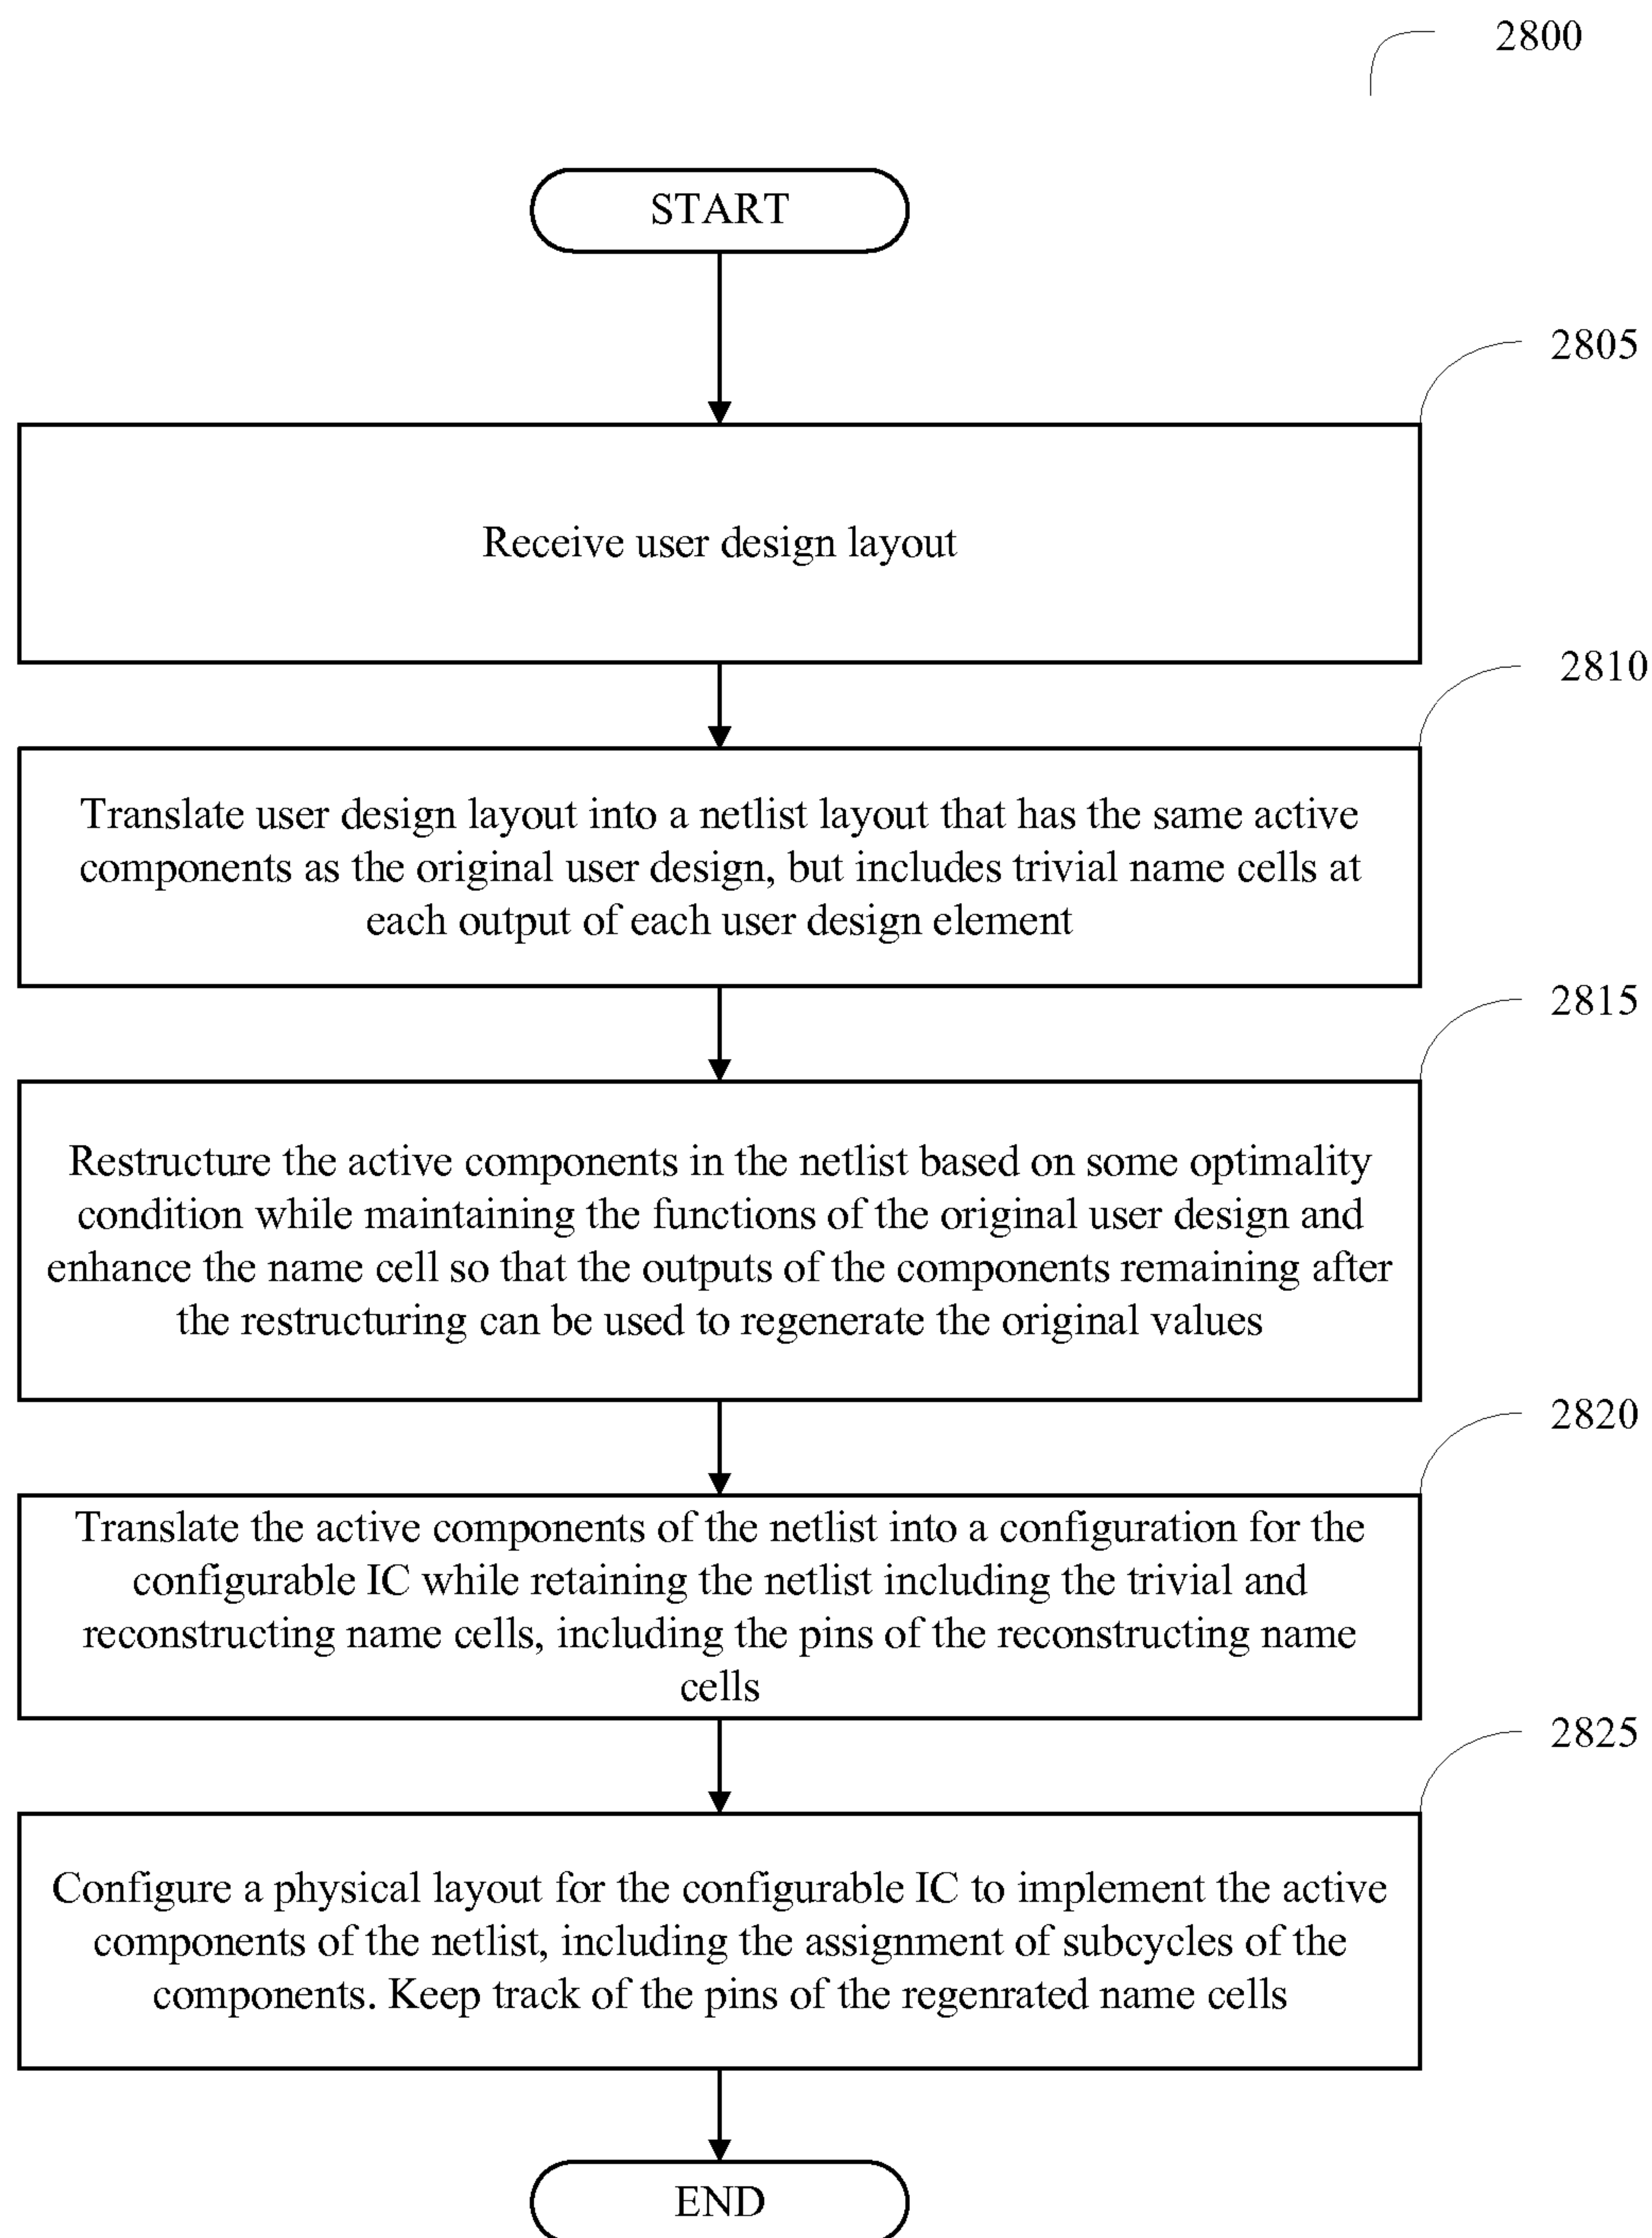 2800
START
2805
Receive user design layout
2810
Translate user design layout into a netlist layout that has the same active
components as the original user design, but includes trivial name cells at
each output of each user design element
2815
Restructure the active components in the netlist based on some optimality
condition while maintaining the functions of the original user design and
enhance the name cell so that the outputs of the components remaining after
the restructuring can be used to regenerate the original values
2820
Translate the active components of the netlist into a configuration for the
configurable IC while retaining the netlist including the trivial and
reconstructing name cells, including the pins of the reconstructing name
cells
2825
Configure a physical layout for the configurable IC to implement the active
components of the netlist, including the assignment of subcycles of the
components. Keep track of the pins of the regenrated name cells
END